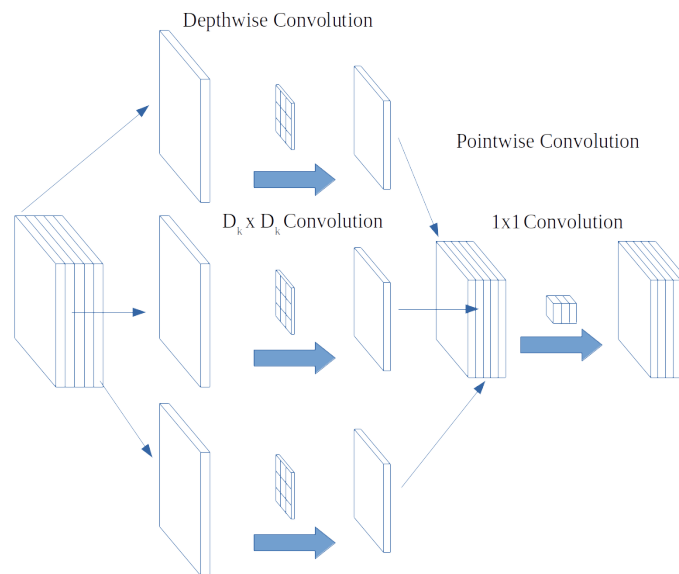 Depthwise Convolution
Pointwise Convolution
Dₖ x Dₖ Convolution
1x1 Convolution